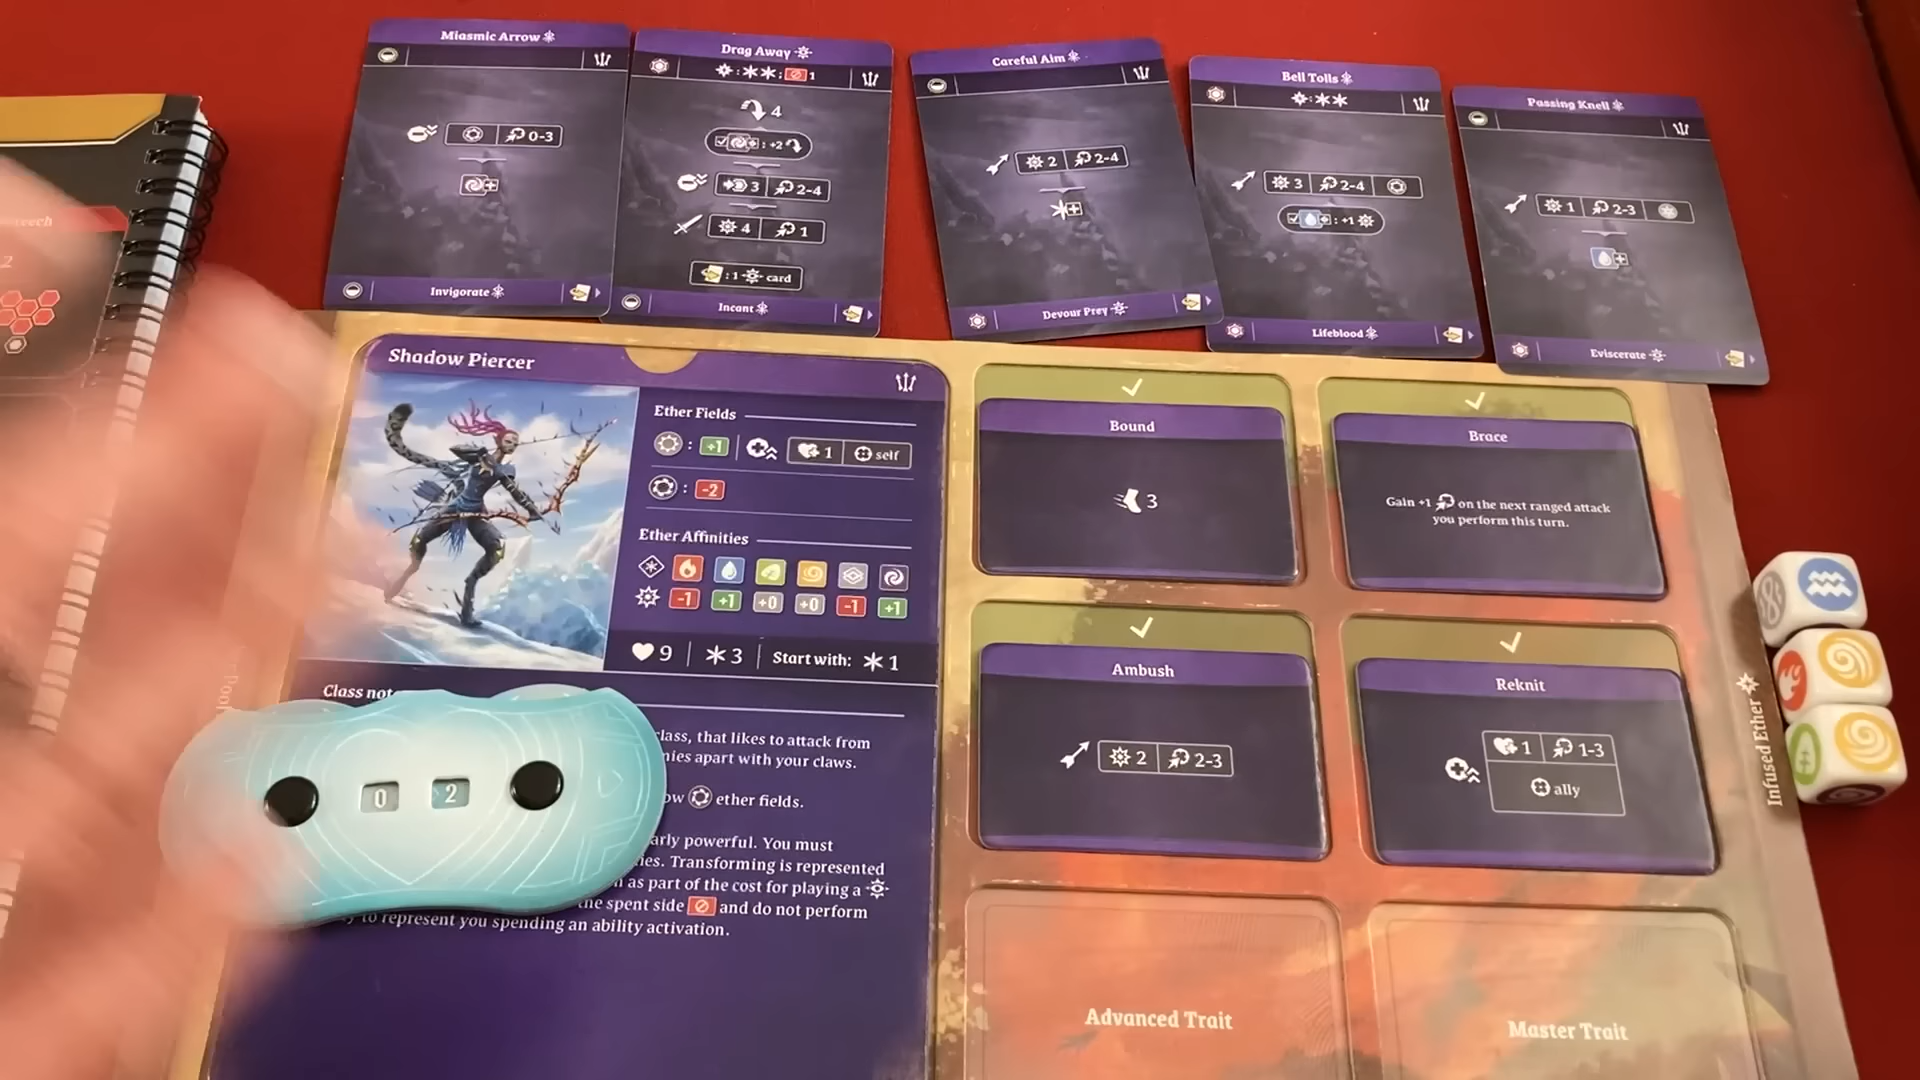 Miasmic Arrow
0-3
Invigorate
Drag Away
: ; 1
4
: +2
3 2-4
4 1
: 1 card
Incant
Careful Aim
2 2-4
Devour Prey
Bell Tolls
:
3 2-4
: +1
Lifeblood
Passing Knell
1 2-3
Eviscerate
reech
2
Shadow Piercer
Ether Fields
: +1 1 self
: -2
Ether Affinities
-1 +1 +0 +0 -1 +1
9 3 Start with: 1
Class not
class, that likes to attack from
nies apart with your claws.
ow ether fields.
arly powerful. You must
ies. Transforming is represented
n as part of the cost for playing a
the spent side and do not perform
y to represent you spending an ability activation.
0 2
Bound
3
Brace
Gain +1 on the next ranged attack
you perform this turn.
Ambush
2 2-3
Reknit
1 1-3
ally
Advanced Trait
Master Trait
Infused Ether